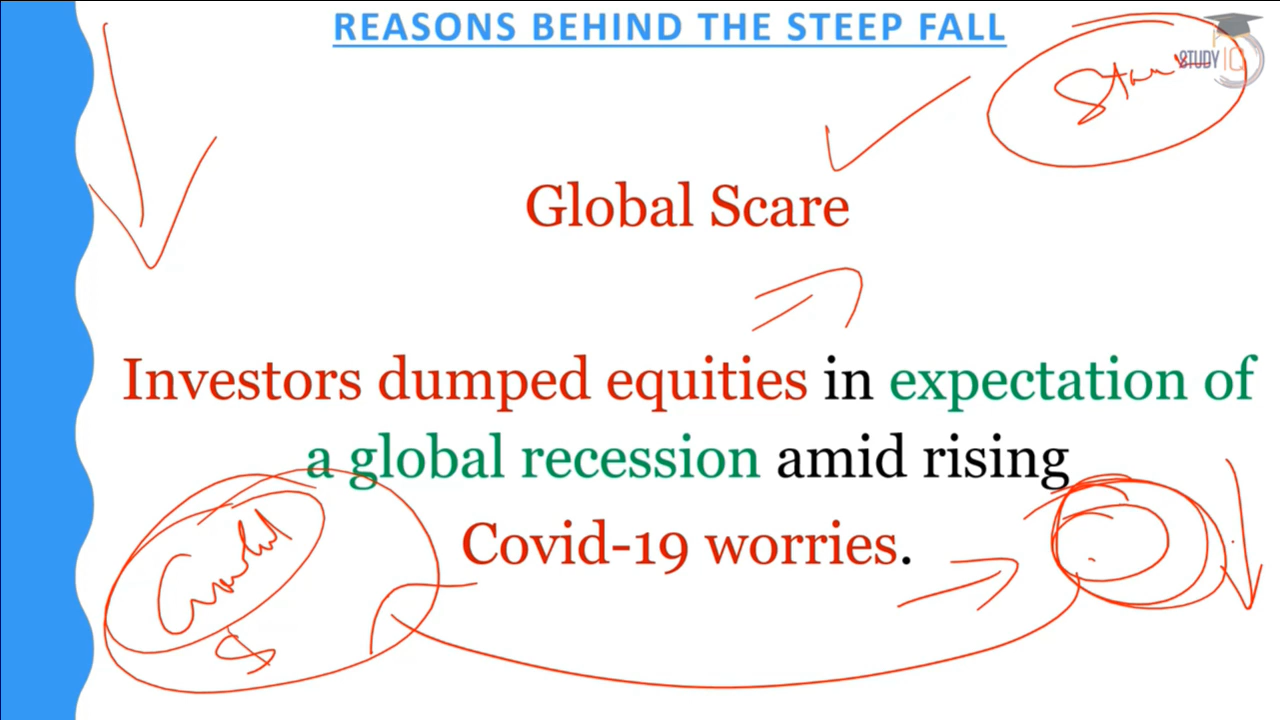 REASONS BEHIND THE STEEP FALL
STUDY IQ
Global Scare
Investors dumped equities in expectation of
a global recession amid rising
Covid-19 worries.